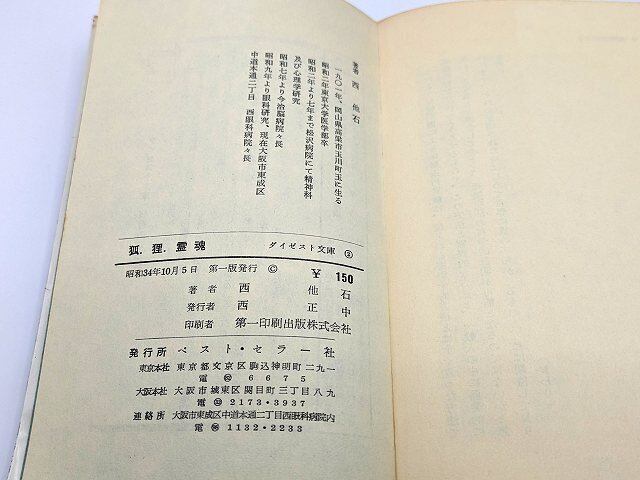 著者 西 他石
一九〇一年、岡山県高梁市玉川町玉に生る
昭和二年東京大学医学部卒
昭和二年より七年まで松沢病院にて精神科
及び心理学研究
昭和七年より今治脳病院々長
昭和九年より眼科研究、現在大阪市東成区
中道本通二丁目 西眼科病院々長
狐.狸.霊魂 ダイゼスト文庫 ③
昭和34年10月5日 第一版発行 © ¥ 150
著者 西 他 石
発行者 西 正 中
印刷者 第一印刷出版株式会社
発行所 ベスト・セラー社
東京本社 東京都文京区駒込神明町二九一
電 6675
大阪本社 大阪市城東区関目町三丁目八九
電 2173・3937
連絡所 大阪市東成区中道本通二丁目西眼科病院内
電 1132-2233